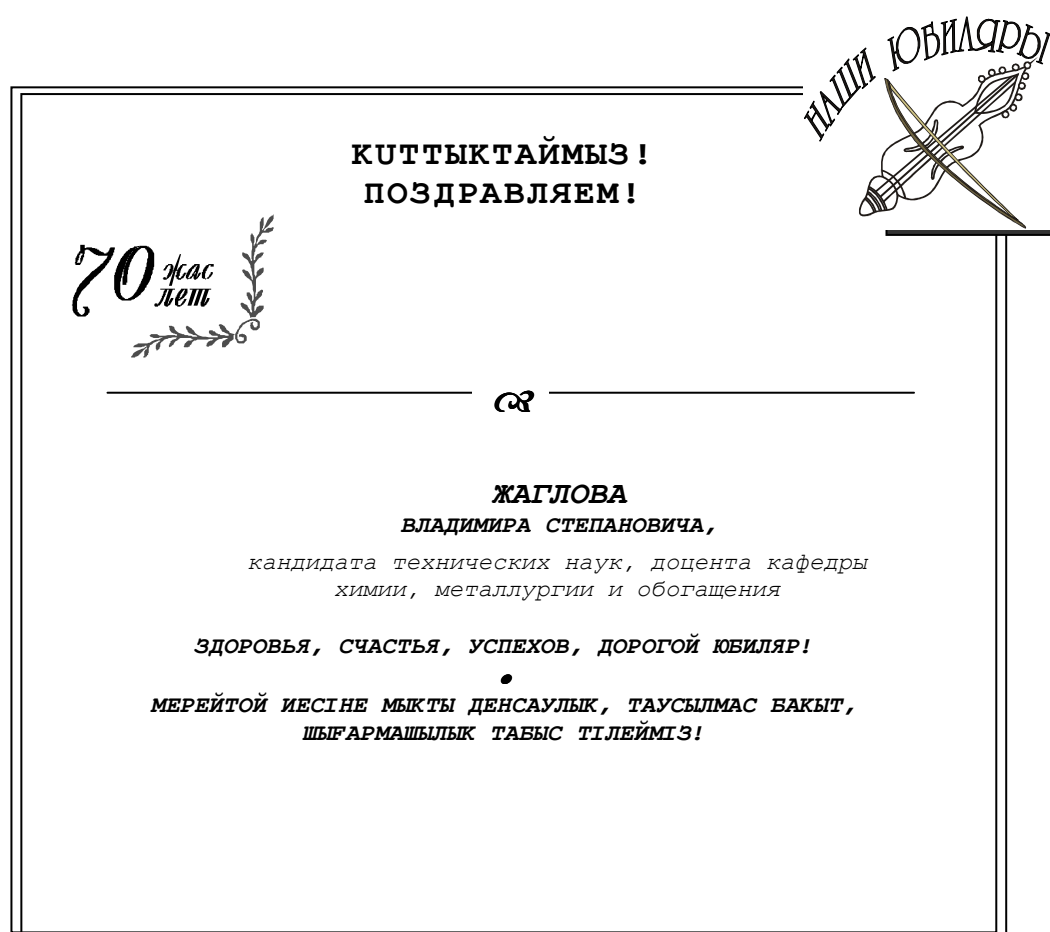 НАШИ ЮБИЛЯРЫ
КUТТЫКТАЙМЫЗ!
ПОЗДРАВЛЯЕМ!
70 жас
лет
ЖАГЛОВА
ВЛАДИМИРА СТЕПАНОВИЧА,
кандидата технических наук, доцента кафедры
химии, металлургии и обогащения
ЗДОРОВЬЯ, СЧАСТЬЯ, УСПЕХОВ, ДОРОГОЙ ЮБИЛЯР!
МЕРЕЙТОЙ ИЕСІНЕ МЫКТЫ ДЕНСАУЛЫК, ТАУСЫЛМАС БАКЫТ,
ШЫҒАРМАШЫЛЫК ТАБЫС ТІЛЕЙМІЗ!